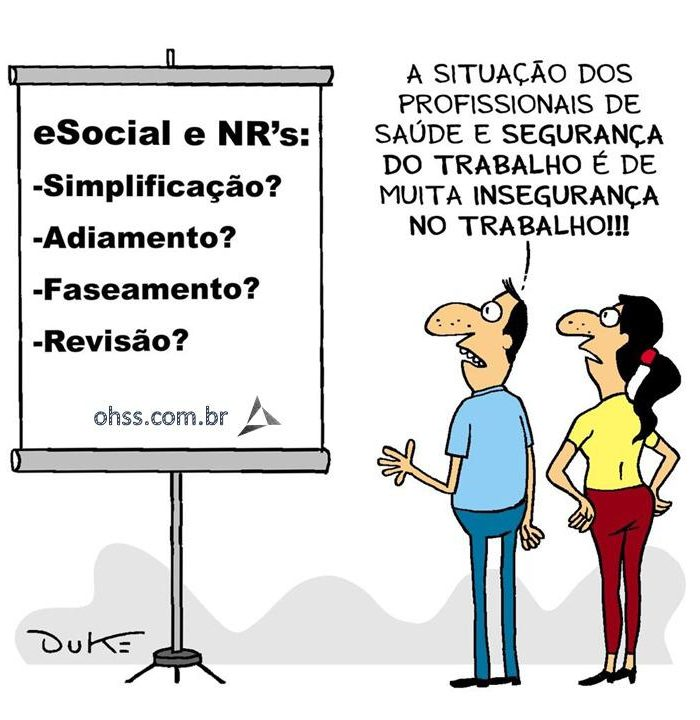 eSocial e NR's:
-Simplificação?
-Adiamento?
-Faseamento?
-Revisão?
ohss.com.br
A SITUAÇÃO DOS
PROFISSIONAIS DE
SAÚDE E SEGURANÇA
DO TRABALHO É DE
MUITA INSEGURANÇA
NO TRABALHO!!!
DUKE